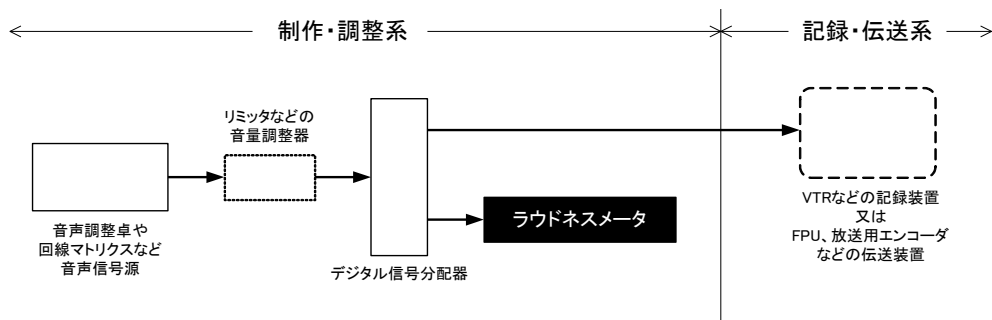 制作・調整系
記録・伝送系
リミッタなどの
音量調整器
音声調整卓や
回線マトリクスなど
音声信号源
ラウドネスメータ
デジタル信号分配器
VTRなどの記録装置
又は
FPU、放送用エンコーダ
などの伝送装置